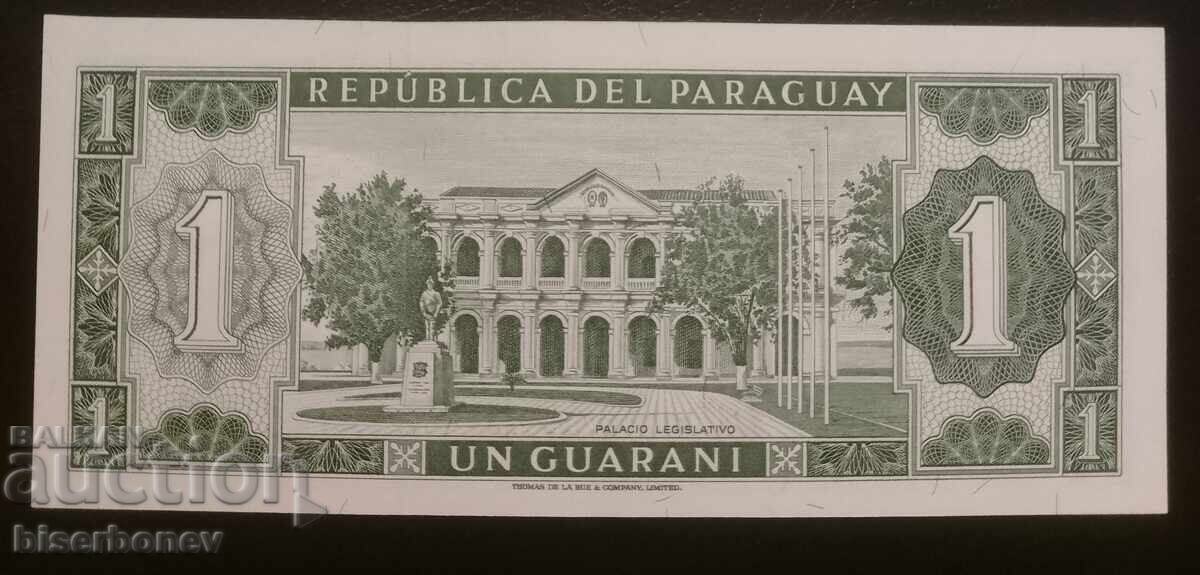 REPÚBLICA DEL PARAGUAY
1 1
1 1
PALACIO LEGISLATIVO
1 1
UN GUARANI
THOMAS DE LA RUE & COMPANY, LIMITED.
BALKAN
auction
biserbonev